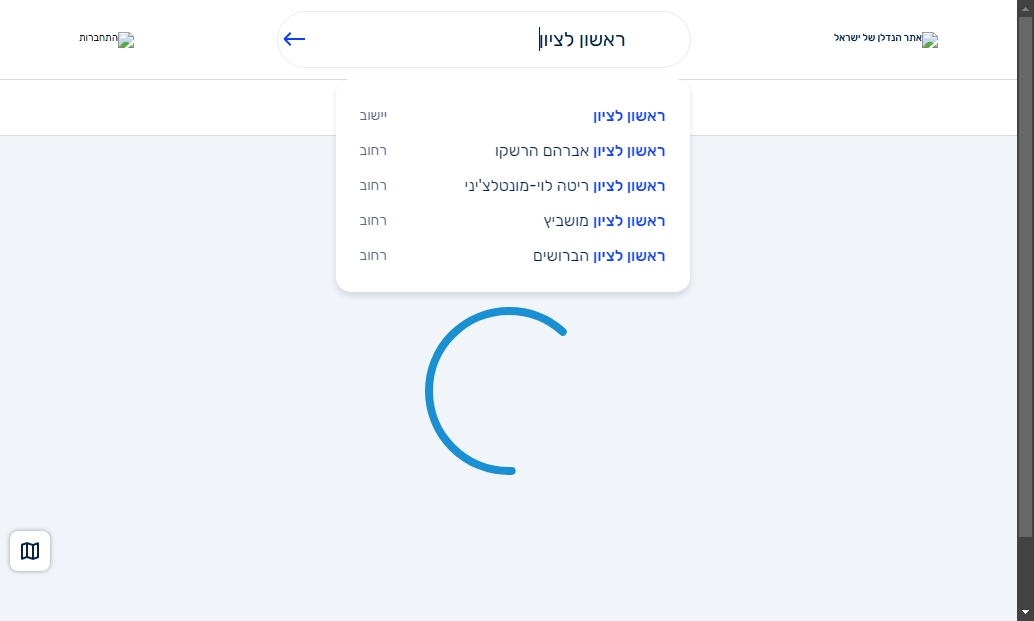 אתר הנדלן של ישראל
ראשון לציון
התחברות
ראשון לציון יישוב
ראשון לציון אברהם הרשקו רחוב
ראשון לציון ריטה לוי-מונטלצ'יני רחוב
ראשון לציון מושביץ רחוב
ראשון לציון הברושים רחוב